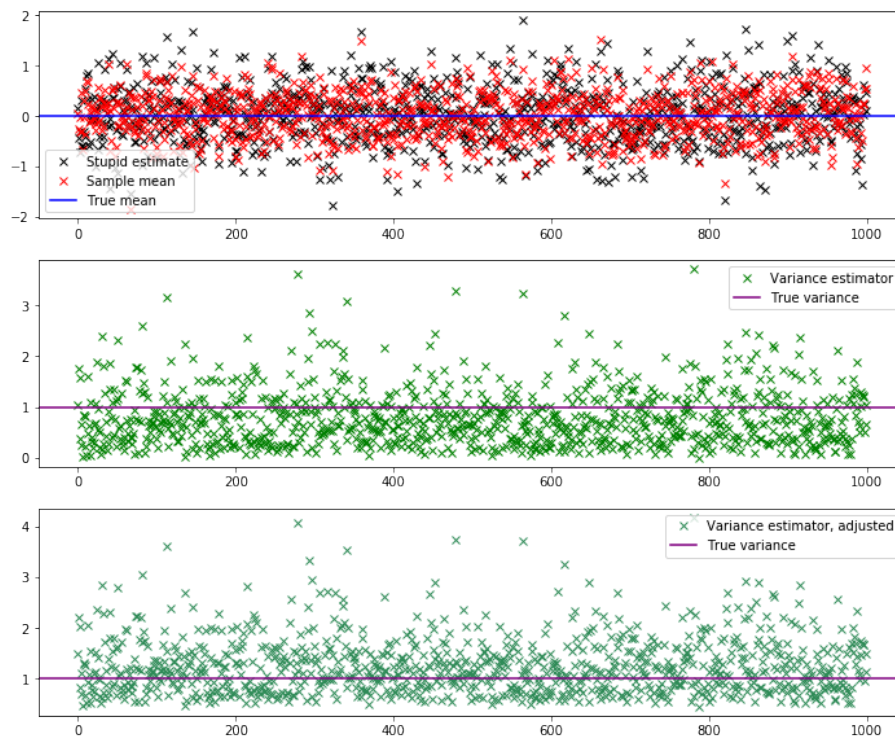 2
1
0
−1
−2
Stupid estimate
Sample mean
True mean
0 200 400 600 800 1000
3
2
1
0
Variance estimator
True variance
0 200 400 600 800 1000
4
3
2
1
Variance estimator, adjusted
True variance
0 200 400 600 800 1000